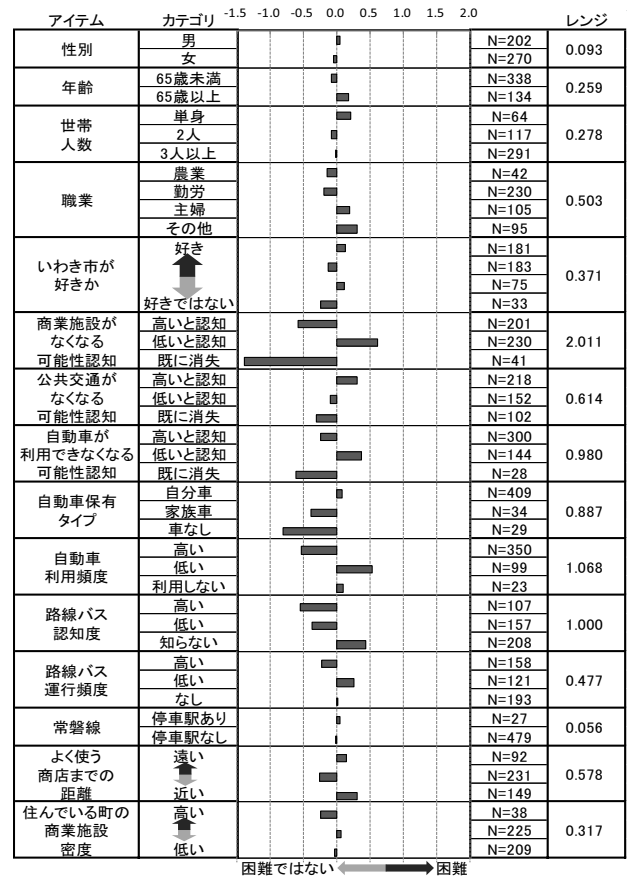 アイテム カテゴリ -1.5 -1.0 -0.5 0.0 0.5 1.0 1.5 2.0 レンジ
性別 0.093
男 N=202
女 N=270
年齢 0.259
65歳未満 N=338
65歳以上 N=134
世帯
人数 0.278
単身 N=64
2人 N=117
3人以上 N=291
職業 0.503
農業 N=42
勤労 N=230
主婦 N=105
その他 N=95
いわき市が
好きか 0.371
好き N=181
N=183
N=75
好きではない N=33
商業施設が
なくなる
可能性認知 2.011
高いと認知 N=201
低いと認知 N=230
既に消失 N=41
公共交通が
なくなる
可能性認知 0.614
高いと認知 N=218
低いと認知 N=152
既に消失 N=102
自動車が
利用できなくなる
可能性認知 0.980
高いと認知 N=300
低いと認知 N=144
既に消失 N=28
自動車保有
タイプ 0.887
自分車 N=409
家族車 N=34
車なし N=29
自動車
利用頻度 1.068
高い N=350
低い N=99
利用しない N=23
路線バス
認知度 1.000
高い N=107
低い N=157
知らない N=208
路線バス
運行頻度 0.477
高い N=158
低い N=121
なし N=193
常磐線 0.056
停車駅あり N=27
停車駅なし N=479
よく使う
商店までの
距離 0.578
遠い N=92
N=231
近い N=149
住んでいる町の
商業施設
密度 0.317
高い N=38
N=225
低い N=209
困難ではない 困難